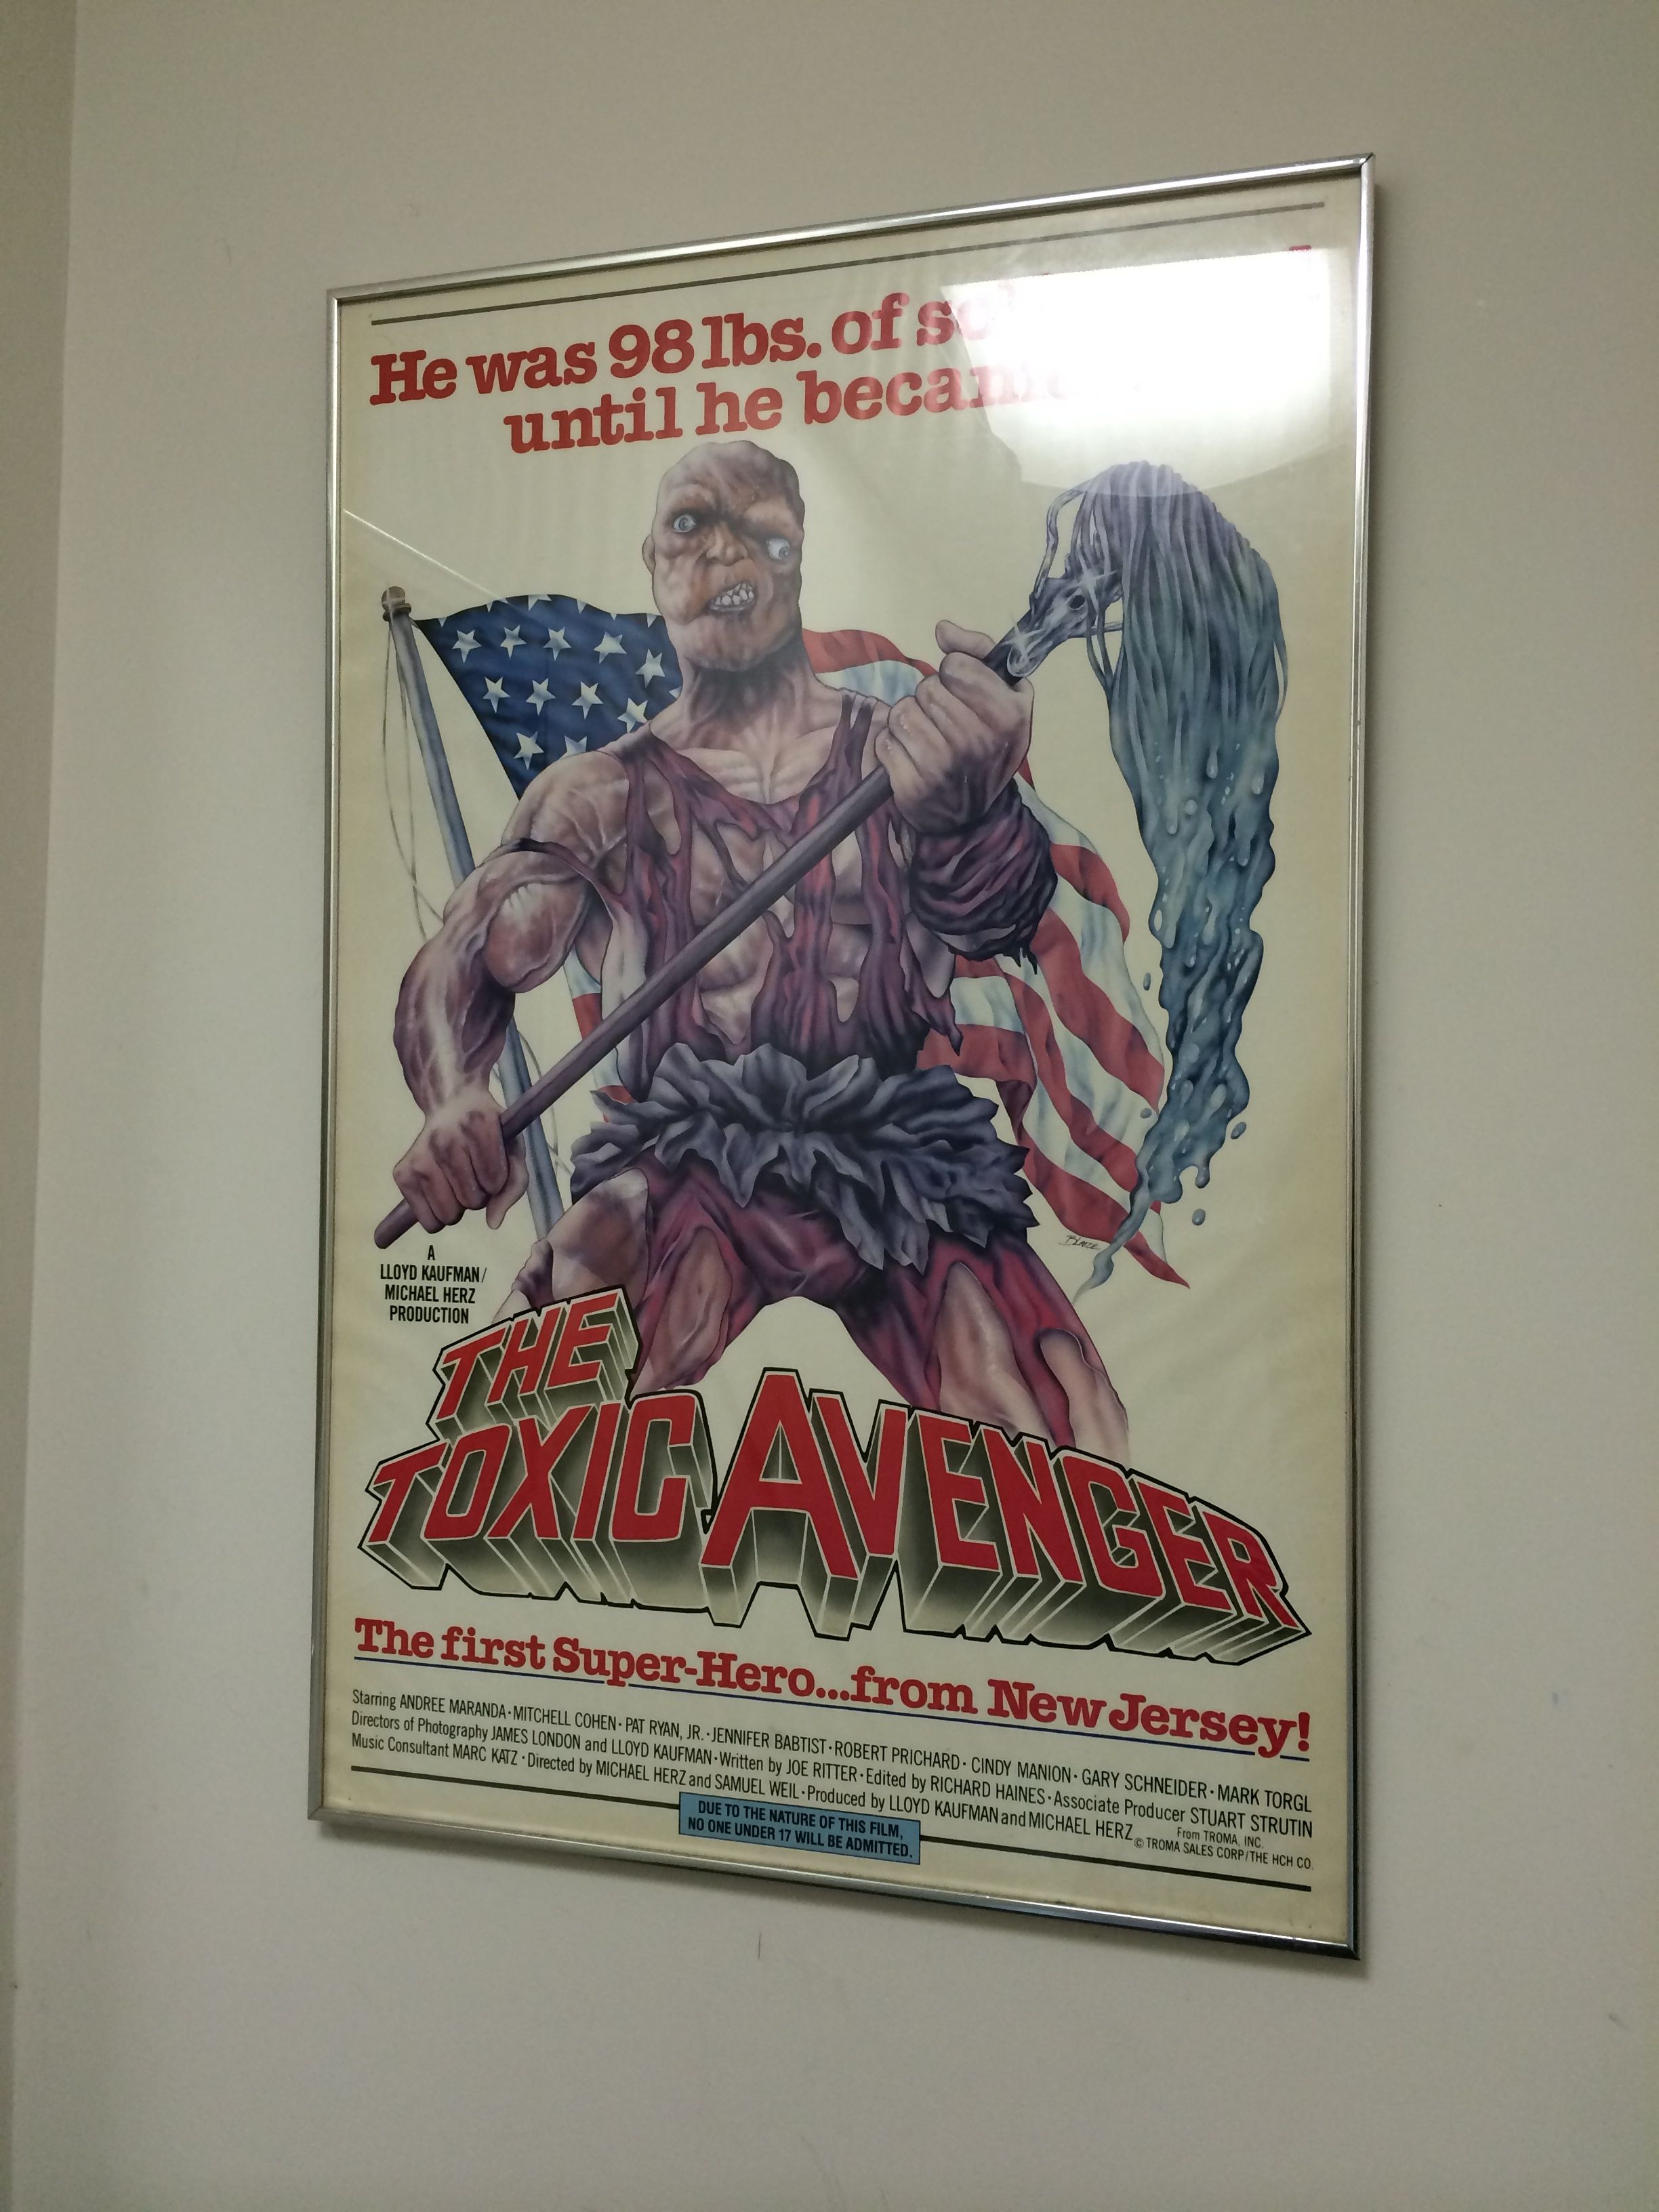 He was 98 lbs. of
until he became
A
LLOYD KAUFMAN/
MICHAEL HERZ
PRODUCTION
BLAZE
THE
TOXIC AVENGER
The first Super-Hero...from New Jersey!
Starring ANDREE MARANDA · MITCHELL COHEN · PAT RYAN, JR. · JENNIFER BABTIST · ROBERT PRICHARD · CINDY MANION · GARY SCHNEIDER · MARK TORGL
Directors of Photography JAMES LONDON and LLOYD KAUFMAN · Written by JOE RITTER · Edited by RICHARD HAINES · Associate Producer STUART STRUTIN
Music Consultant MARC KATZ · Directed by MICHAEL HERZ and SAMUEL WEIL · Produced by LLOYD KAUFMAN and MICHAEL HERZ
From TROMA, INC.
© TROMA SALES CORP/THE HCH CO.
DUE TO THE NATURE OF THIS FILM,
NO ONE UNDER 17 WILL BE ADMITTED.